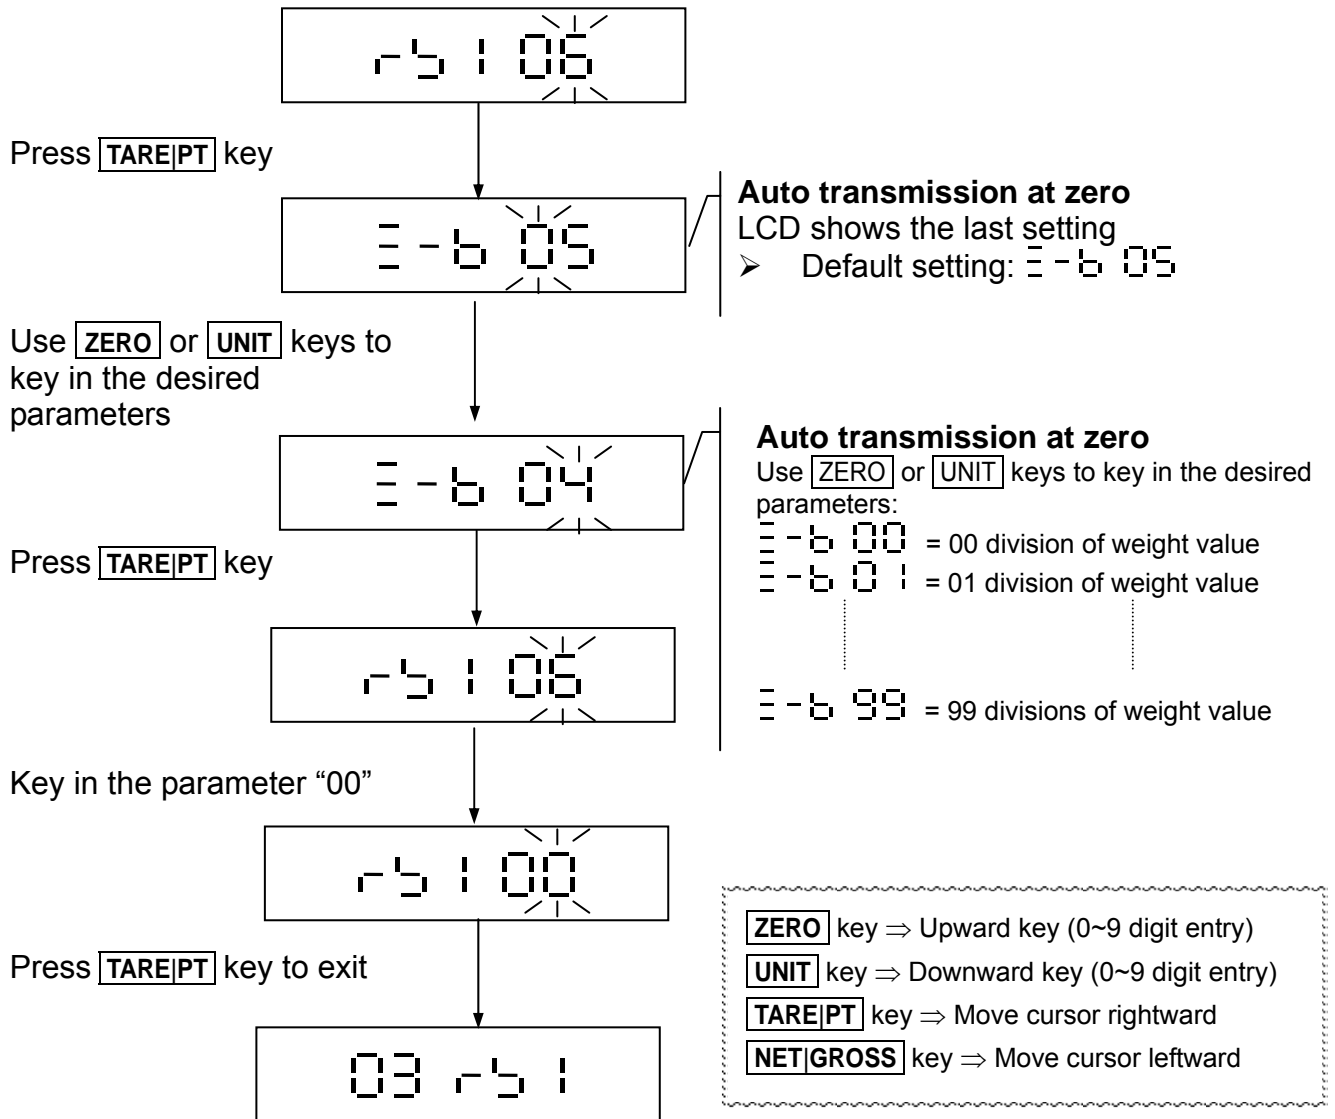 rS1 06
Press TARE|PT key
Ξ-b 05
Auto transmission at zero
LCD shows the last setting
➢ Default setting: Ξ-b 05
Use ZERO or UNIT keys to
key in the desired
parameters
Ξ-b 04
Auto transmission at zero
Use ZERO or UNIT keys to key in the desired
parameters:
Ξ-b 00 = 00 division of weight value
Ξ-b 01 = 01 division of weight value
Ξ-b 99 = 99 divisions of weight value
Press TARE|PT key
rS1 06
Key in the parameter “00”
rS1 00
Press TARE|PT key to exit
03 rS1
ZERO key ⇒ Upward key (0~9 digit entry)
UNIT key ⇒ Downward key (0~9 digit entry)
TARE|PT key ⇒ Move cursor rightward
NET|GROSS key ⇒ Move cursor leftward